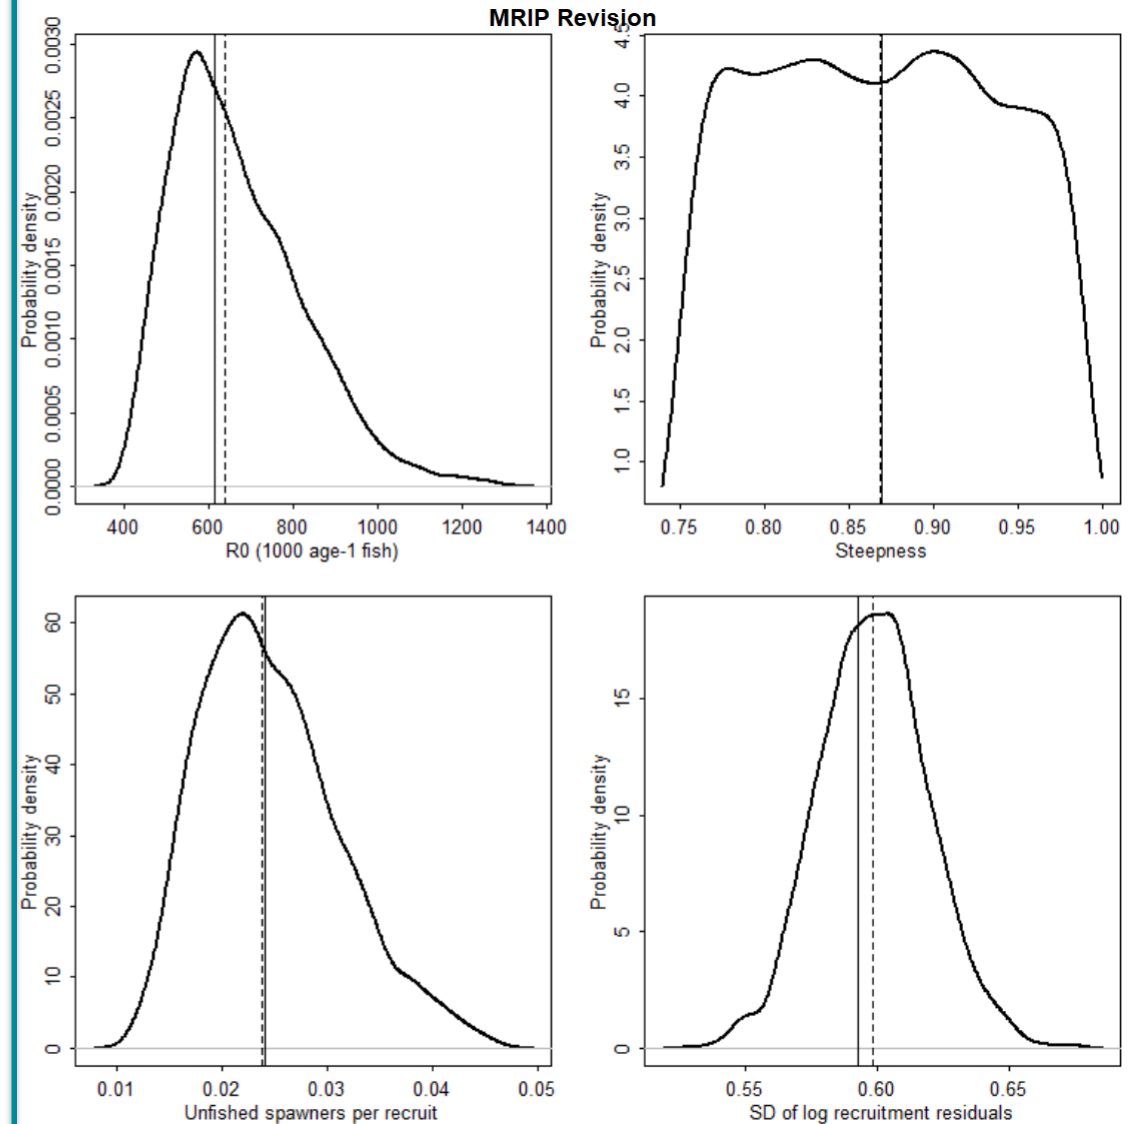 MRIP Revision
Probability density
0.0000 0.0005 0.0010 0.0015 0.0020 0.0025 0.0030
400 600 800 1000 1200 1400
R0 (1000 age-1 fish)
Probability density
1.0 1.5 2.0 2.5 3.0 3.5 4.0 4.5
0.75 0.80 0.85 0.90 0.95 1.00
Steepness
Probability density
0 10 20 30 40 50 60
0.01 0.02 0.03 0.04 0.05
Unfished spawners per recruit
Probability density
0 5 10 15
0.55 0.60 0.65
SD of log recruitment residuals